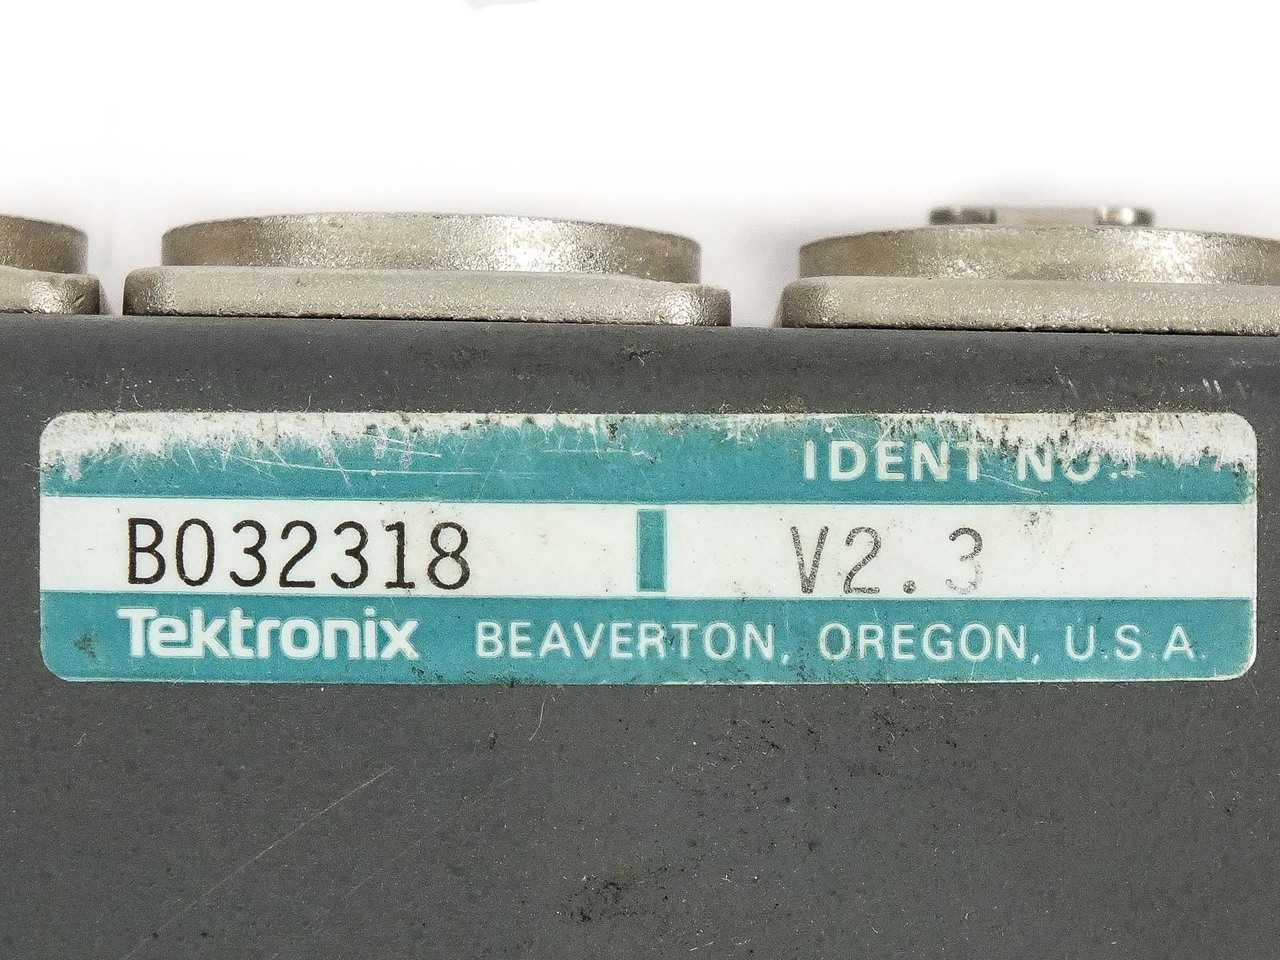 IDENT NO.
B032318 V2.3
Tektronix BEAVERTON, OREGON, U.S.A.